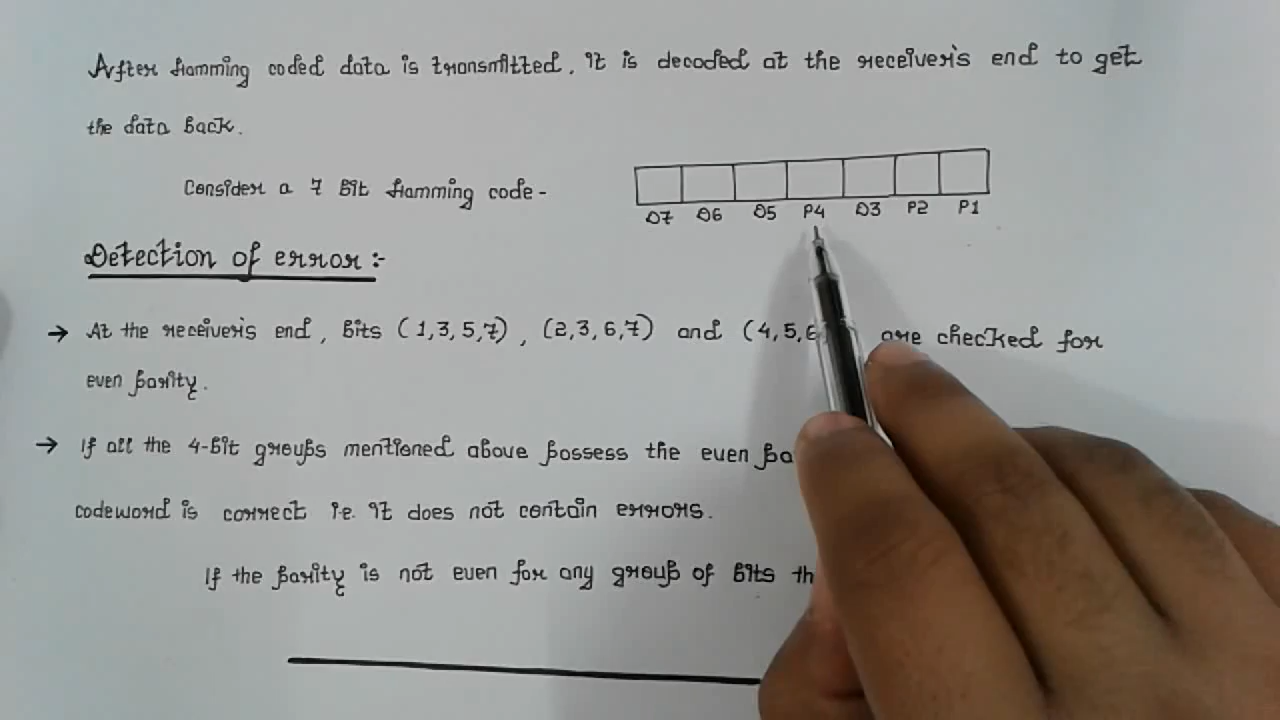 After Hamming coded data is transmitted, it is decoded at the receiver's end to get
the data back.
Consider a 7 bit Hamming code -
D7 D6 D5 P4 D3 P2 P1
Detection of error :-
→ At the receiver's end, bits (1,3,5,7), (2,3,6,7) and (4,5,6 are checked for
even parity.
→ If all the 4-bit groups mentioned above possess the even pa
codeword is correct i.e. it does not contain errors.
If the parity is not even for any group of bits th